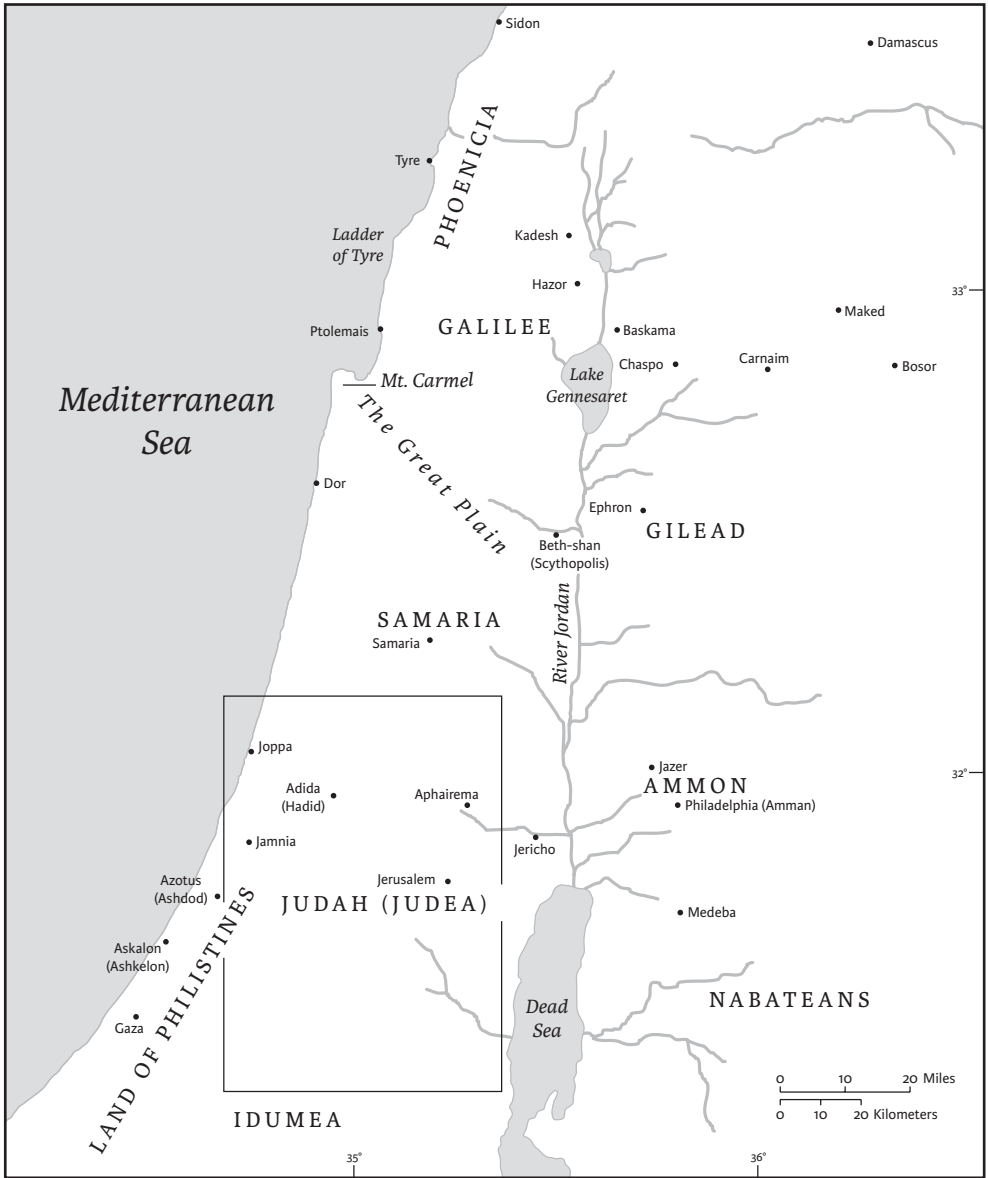 Sidon
Damascus
PHOENICIA
Tyre
Ladder
of Tyre
Kadesh
Hazor
33°
Maked
Ptolemais
GALILEE
Baskama
Chaspo
Carnaim
Bosor
Lake
Gennesaret
Mt. Carmel
Mediterranean
Sea
The Great Plain
Dor
Ephron
GILEAD
Beth-shan
(Scythopolis)
River Jordan
SAMARIA
Samaria
Joppa
Jazer
32°
AMMON
Adida
(Hadid)
Aphairema
Philadelphia (Amman)
Jamnia
Jericho
Azotus
(Ashdod)
Jerusalem
JUDAH (JUDEA)
Medeba
Askalon
(Ashkelon)
LAND OF PHILISTINES
NABATEANS
Dead
Sea
Gaza
0 10 20 Miles
0 10 20 Kilometers
IDUMEA
35°
36°